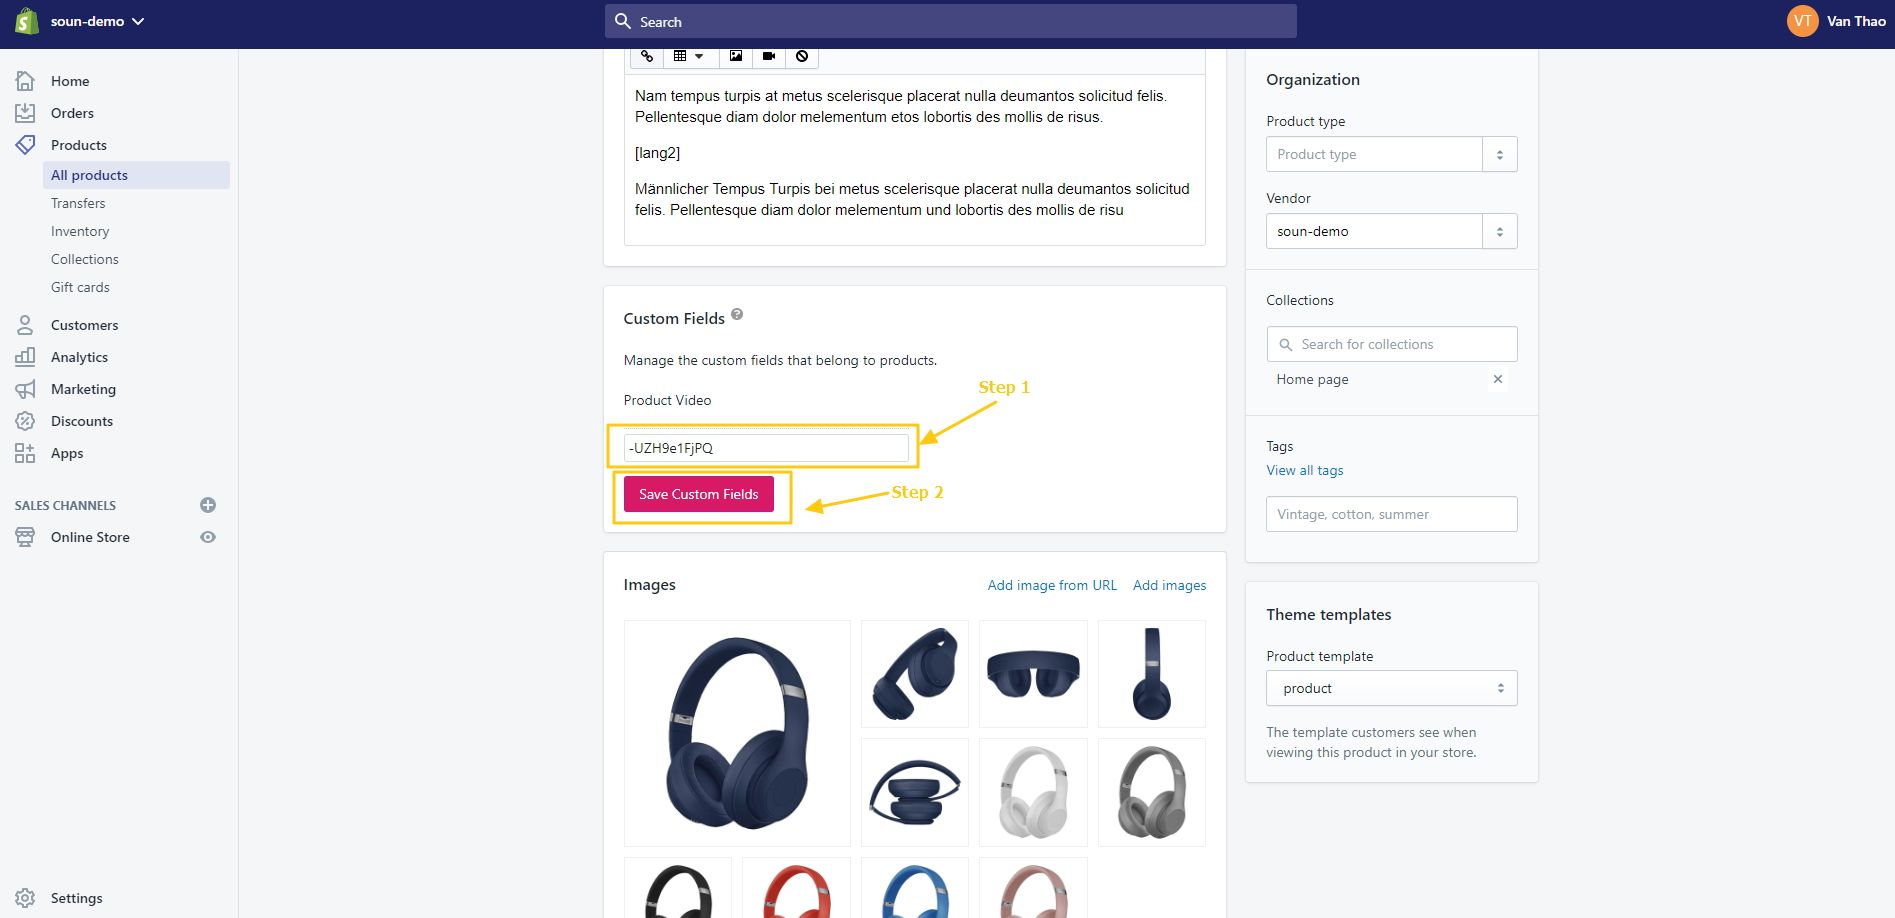 soun-demo
Search
VT
Van Thao
Home
Orders
Products
All products
Transfers
Inventory
Collections
Gift cards
Customers
Analytics
Marketing
Discounts
Apps
SALES CHANNELS
Online Store
Settings
Nam tempus turpis at metus scelerisque placerat nulla deumantos solicitud felis.
Pellentesque diam dolor melementum etos lobortis des mollis de risus.
[lang2]
Männlicher Tempus Turpis bei metus scelerisque placerat nulla deumantos solicitud
felis. Pellentesque diam dolor melementum und lobortis des mollis de risu
Custom Fields ?
Manage the custom fields that belong to products.
Product Video
Step 1
-UZH9e1FjPQ
Save Custom Fields
Step 2
Images
Add image from URL
Add images
Organization
Product type
Product type
Vendor
soun-demo
Collections
Search for collections
Home page
Tags
View all tags
Vintage, cotton, summer
Theme templates
Product template
product
The template customers see when
viewing this product in your store.